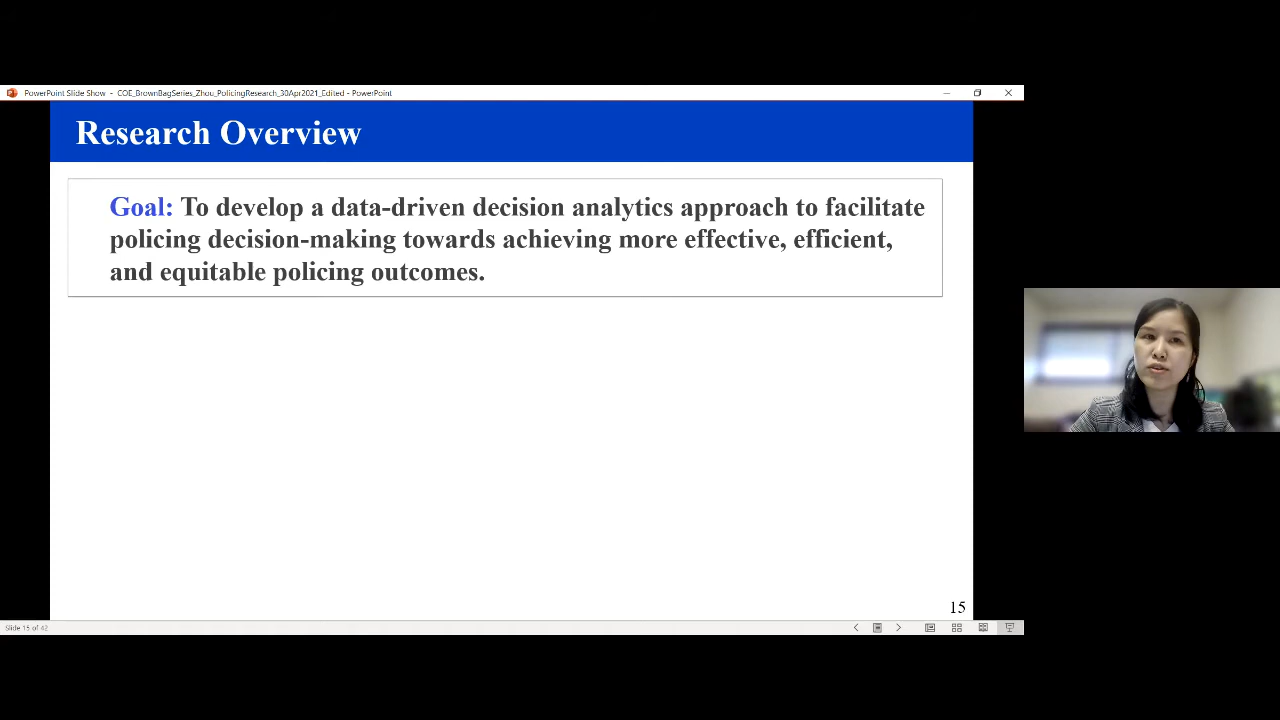 PowerPoint Slide Show - COE_BrownBagSeries_Zhou_PolicingResearch_30Apr2021_Edited - PowerPoint
Research Overview
Goal: To develop a data-driven decision analytics approach to facilitate
policing decision-making towards achieving more effective, efficient,
and equitable policing outcomes.
15
Slide 15 of 42